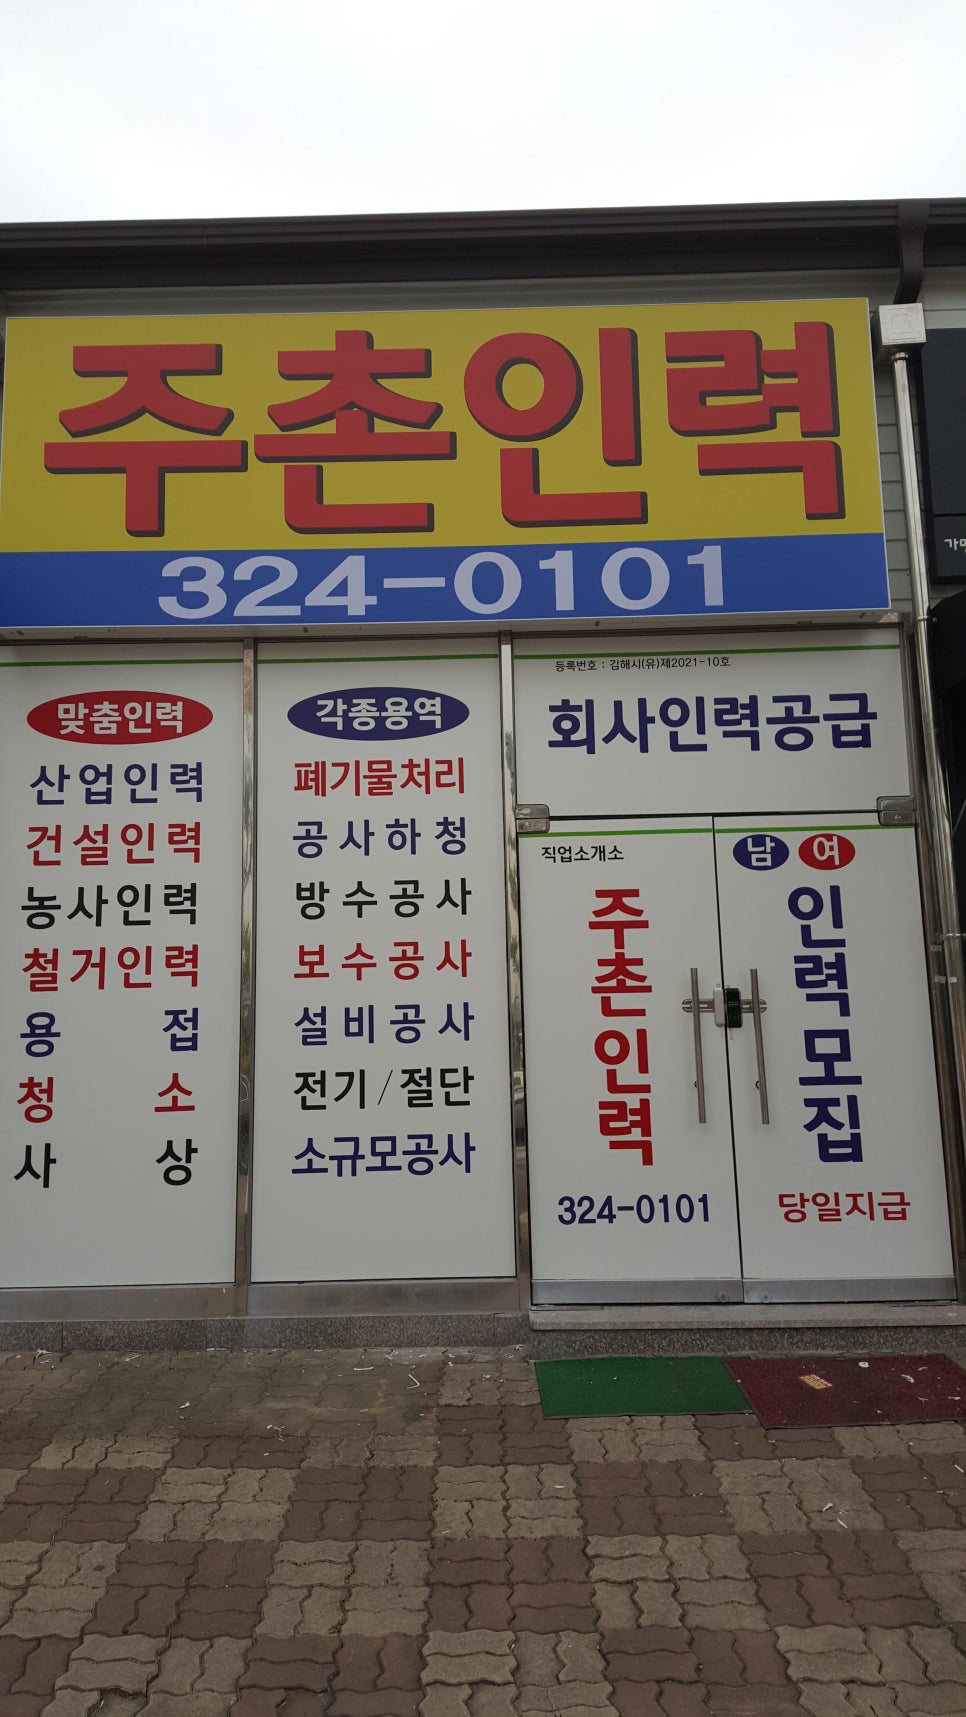 주촌인력
324-0101
맞춤인력
산업인력
건설인력
농사인력
철거인력
용접
청소
사상
각종용역
폐기물처리
공사하청
방수공사
보수공사
설비공사
전기/절단
소규모공사
등록번호 : 김해시(유)제2021-10호
회사인력공급
직업소개소
주촌인력
324-0101
남 여
인력모집
당일지급